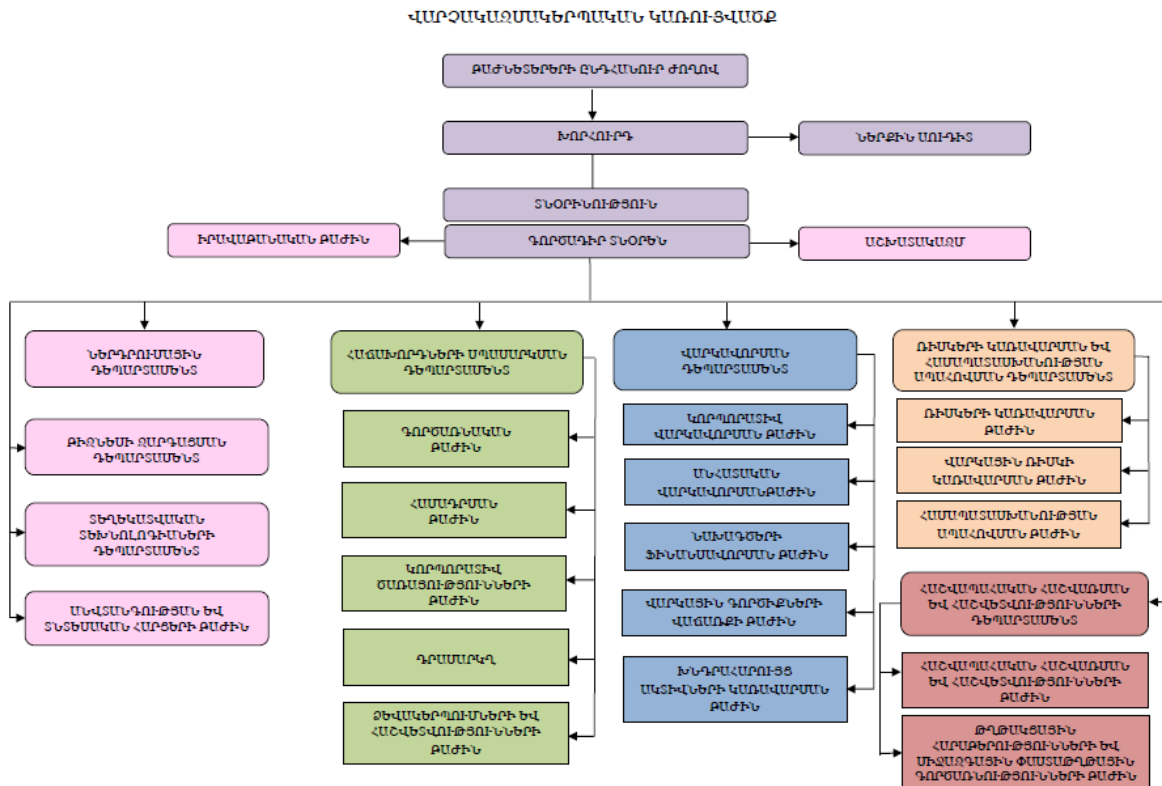 ՎԱՐՉԱԿԱԶՄԱԿԵՐՊԱԿԱՆ ԿԱՌՈՒՑՎԱԾՔ
ԲԱԺՆԵՏԵՐԵՐԻ ԸՆԴՀԱՆՈՒՐ ԺՈՂՈՎ
ԽՈՐՀՈՒՐԴ
ՆԵՐՔԻՆ ԱՈՒԴԻՏ
ՏՆՕՐԻՆՈՒԹՅՈՒՆ
ԻՐԱՎԱԲԱՆԱԿԱՆ ԲԱԺԻՆ
ԳՈՐԾԱԴԻՐ ՏՆՕՐԵՆ
ԱՇԽԱՏԱԿԱԶՄ
ՆԵՐԴՐՈՒՄԱՅԻՆ
ԴԵՊԱՐՏԱՄԵՆՏ
ԲԻԶՆԵՍԻ ԶԱՐԳԱՑՄԱՆ
ԴԵՊԱՐՏԱՄԵՆՏ
ՏԵՂԵԿԱՏՎԱԿԱՆ
ՏԵԽՆՈԼՈԳԻԱՆԵՐԻ
ԴԵՊԱՐՏԱՄԵՆՏ
ԱՆՎՏԱՆԳՈՒԹՅԱՆ ԵՎ
ՏՆՏԵՍԱԿԱՆ ՀԱՐՑԵՐԻ ԲԱԺԻՆ
ՀԱՃԱԽՈՐԴՆԵՐԻ ՍՊԱՍԱՐԿՄԱՆ
ԴԵՊԱՐՏԱՄԵՆՏ
ԳՈՐԾԱՌՆԱԿԱՆ
ԲԱԺԻՆ
ՀԱՄԱԴՐՄԱՆ
ԲԱԺԻՆ
ԿՈՐՊՈՐԱՏԻՎ
ԾԱՌԱՅՈՒԹՅՈՒՆՆԵՐԻ
ԲԱԺԻՆ
ԴՐԱՄԱՐԿՂ
ՁԵՎԱԿԵՐՊՈՒՄՆԵՐԻ ԵՎ
ՀԱՇՎԵՏՎՈՒԹՅՈՒՆՆԵՐԻ
ԲԱԺԻՆ
ՎԱՐԿԱՎՈՐՄԱՆ
ԴԵՊԱՐՏԱՄԵՆՏ
ԿՈՐՊՈՐԱՏԻՎ
ՎԱՐԿԱՎՈՐՄԱՆ ԲԱԺԻՆ
ԱՆՀԱՏԱԿԱՆ
ՎԱՐԿԱՎՈՐՄԱՆԲԱԺԻՆ
ՆԱԽԱԳԾԵՐԻ
ՖԻՆԱՆՍԱՎՈՐՄԱՆ ԲԱԺԻՆ
ՎԱՐԿԱՅԻՆ ԳՈՐԾԻՔՆԵՐԻ
ՎԱՃԱՌՔԻ ԲԱԺԻՆ
ԽՆԴՐԱՀԱՐՈՒՅՑ
ԱԿՏԻՎՆԵՐԻ ԿԱՌԱՎԱՐՄԱՆ
ԲԱԺԻՆ
ՌԻՍԿԵՐԻ ԿԱՌԱՎԱՐՄԱՆ ԵՎ
ՀԱՄԱՊԱՏԱՍԽԱՆՈՒԹՅԱՆ
ԱՊԱՀՈՎՄԱՆ ԴԵՊԱՐՏԱՄԵՆՏ
ՌԻՍԿԵՐԻ ԿԱՌԱՎԱՐՄԱՆ
ԲԱԺԻՆ
ՎԱՐԿԱՅԻՆ ՌԻՍԿԻ
ԿԱՌԱՎԱՐՄԱՆ ԲԱԺԻՆ
ՀԱՄԱՊԱՏԱՍԽԱՆՈՒԹՅԱՆ
ԱՊԱՀՈՎՄԱՆ ԲԱԺԻՆ
ՀԱՇՎԱՊԱՀԱԿԱՆ ՀԱՇՎԱՌՄԱՆ
ԵՎ ՀԱՇՎԵՏՎՈՒԹՅՈՒՆՆԵՐԻ
ԴԵՊԱՐՏԱՄԵՆՏ
ՀԱՇՎԱՊԱՀԱԿԱՆ ՀԱՇՎԱՌՄԱՆ
ԵՎ ՀԱՇՎԵՏՎՈՒԹՅՈՒՆՆԵՐԻ
ԲԱԺԻՆ
ԹՂԹԱԿՑԱՅԻՆ
ՀԱՐԱԲԵՐՈՒԹՅՈՒՆՆԵՐԻ ԵՎ
ՄԻՋԱԶԳԱՅԻՆ ՓԱՍՏԱԹՂԹԱՅԻՆ
ԳՈՐԾԱՌՆՈՒԹՅՈՒՆՆԵՐԻ ԲԱԺԻՆ